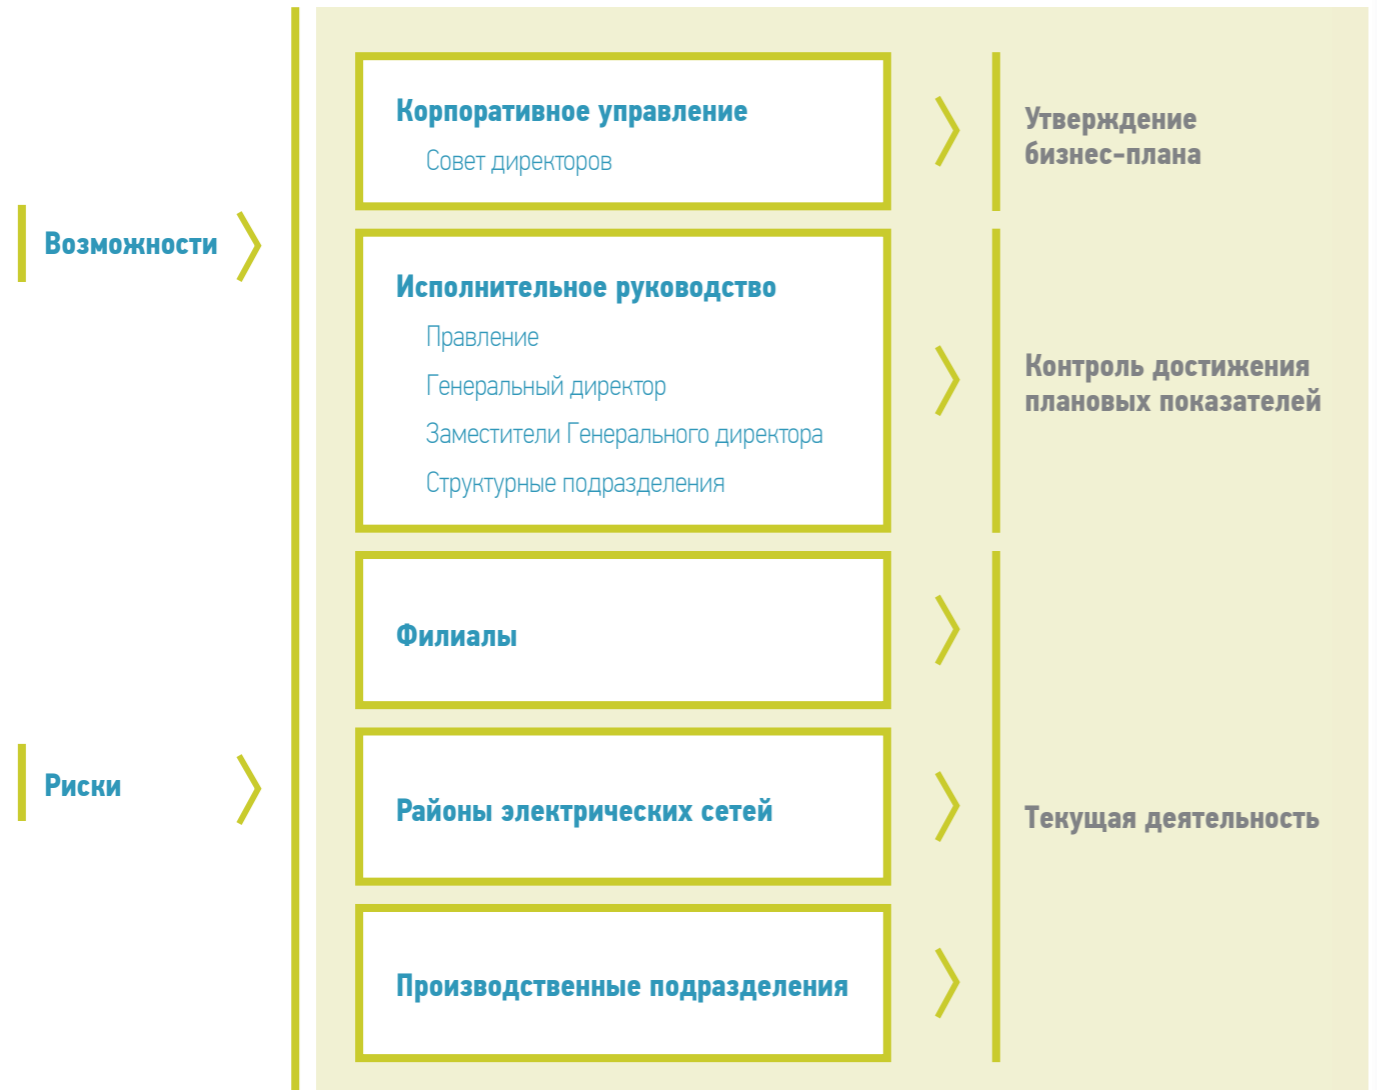 Возможности
Риски
Корпоративное управление
Совет директоров
Утверждение
бизнес-плана
Исполнительное руководство
Правление
Генеральный директор
Заместители Генерального директора
Структурные подразделения
Контроль достижения
плановых показателей
Филиалы
Районы электрических сетей
Производственные подразделения
Текущая деятельность